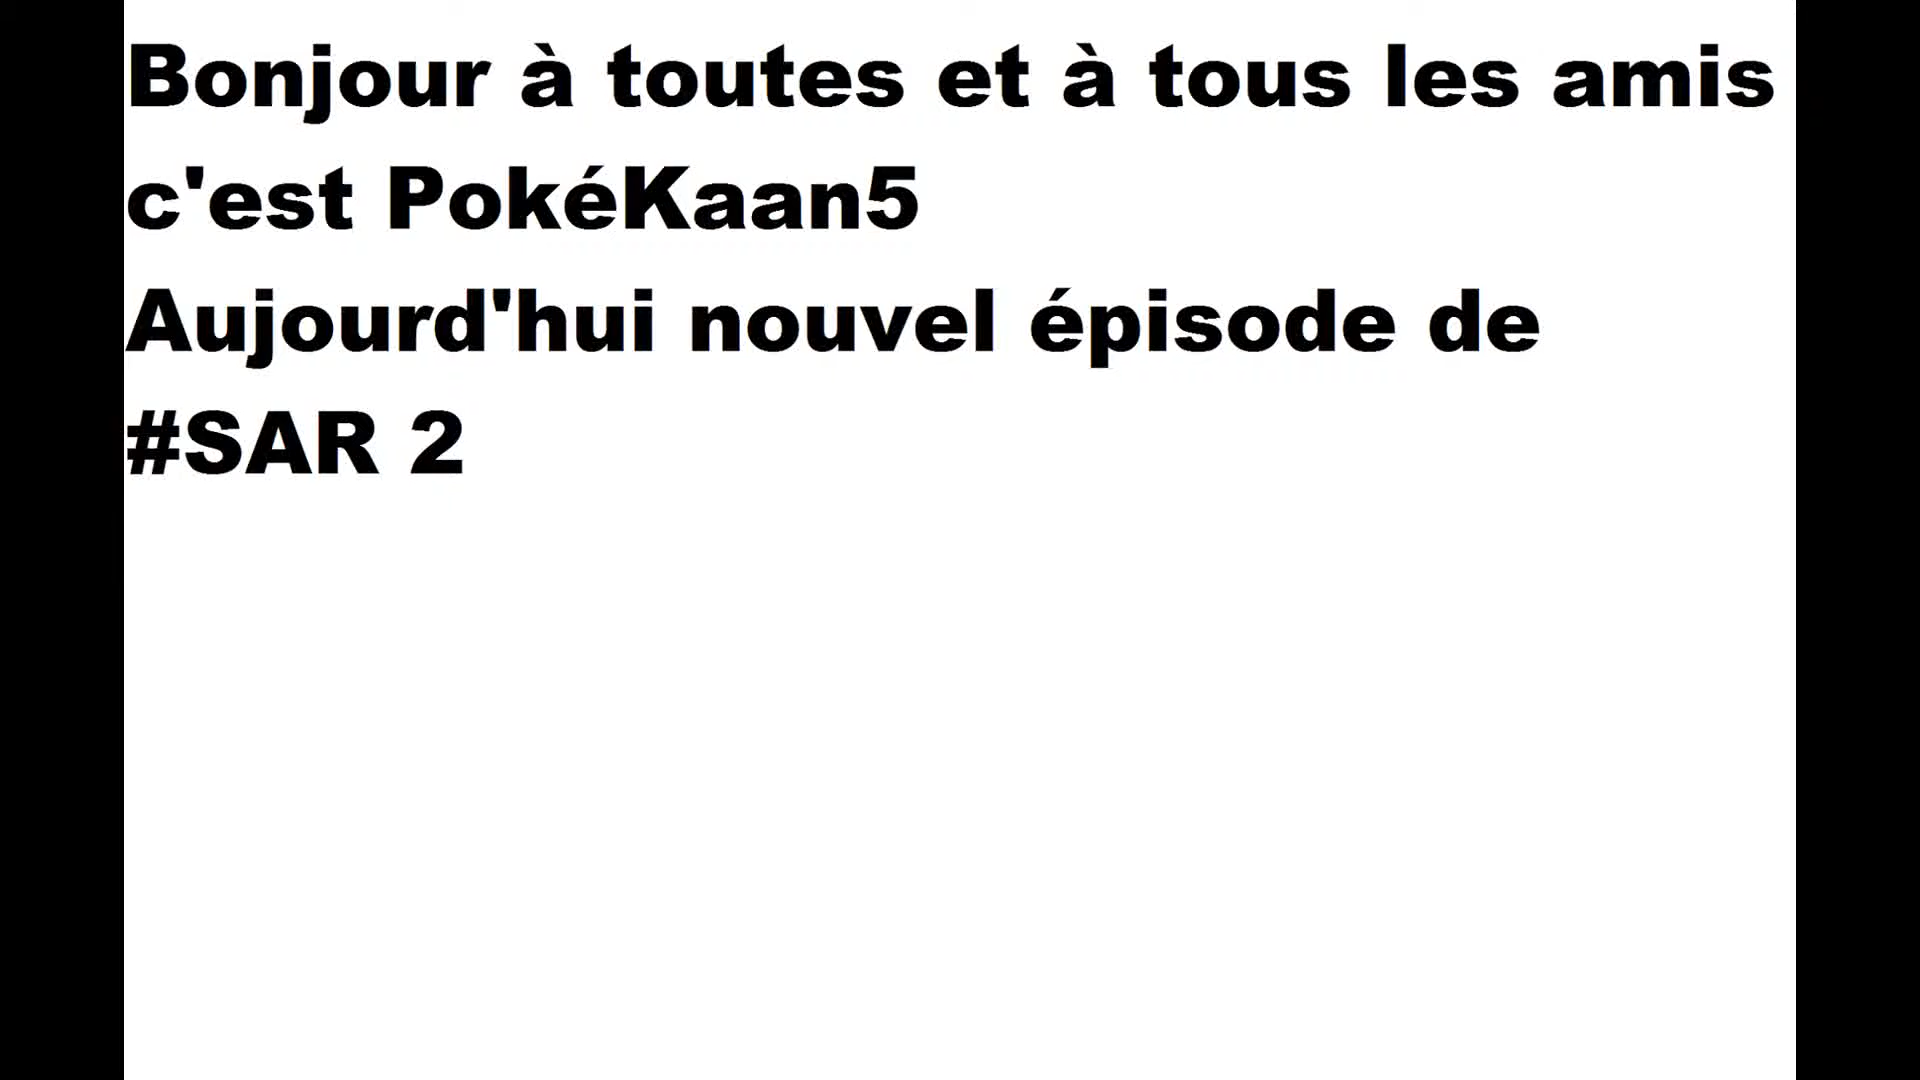 Bonjour à toutes et à tous les amis
c'est PokéKaan5
Aujourd'hui nouvel épisode de
#SAR 2